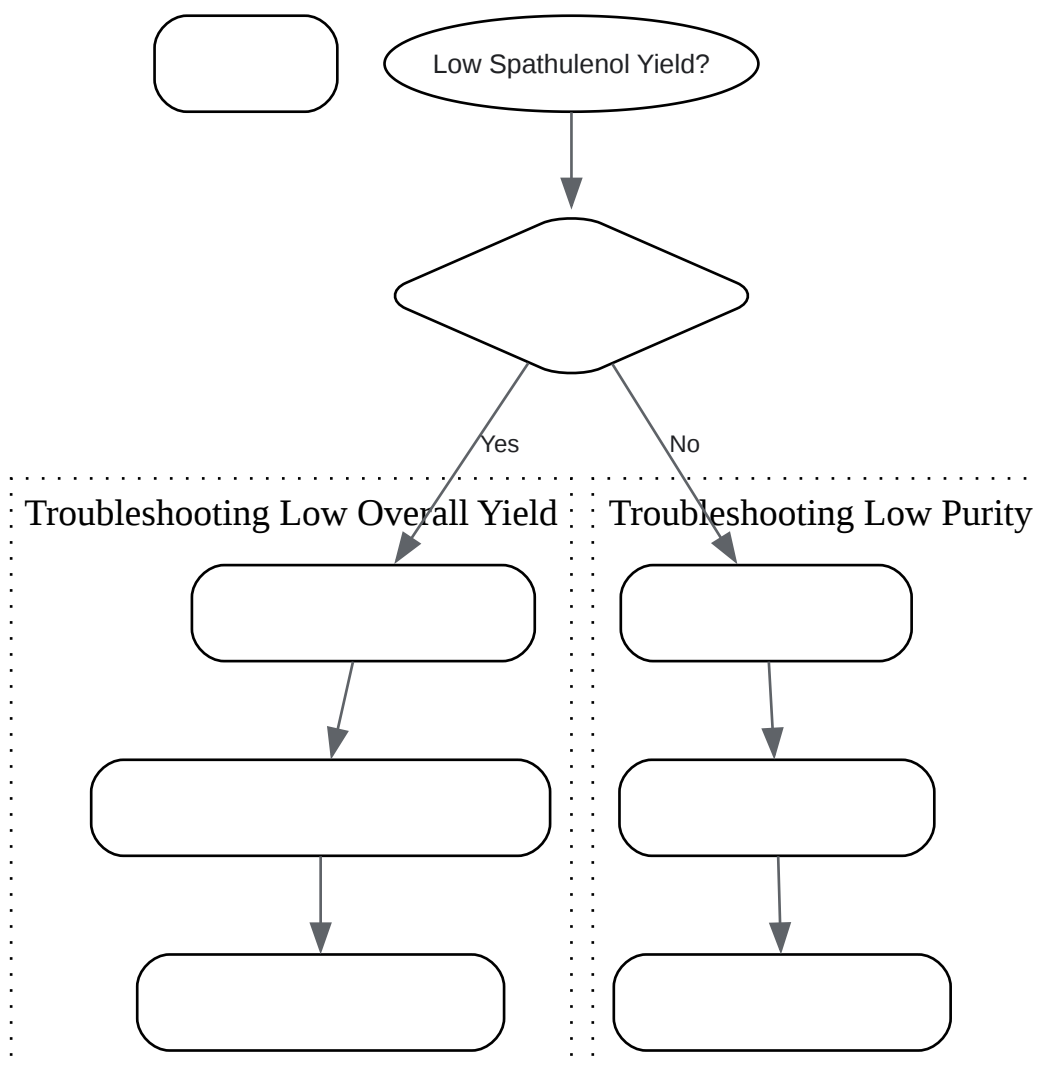 Low Spathulenol Yield?
Yes
No
Troubleshooting Low Overall Yield
Troubleshooting Low Purity